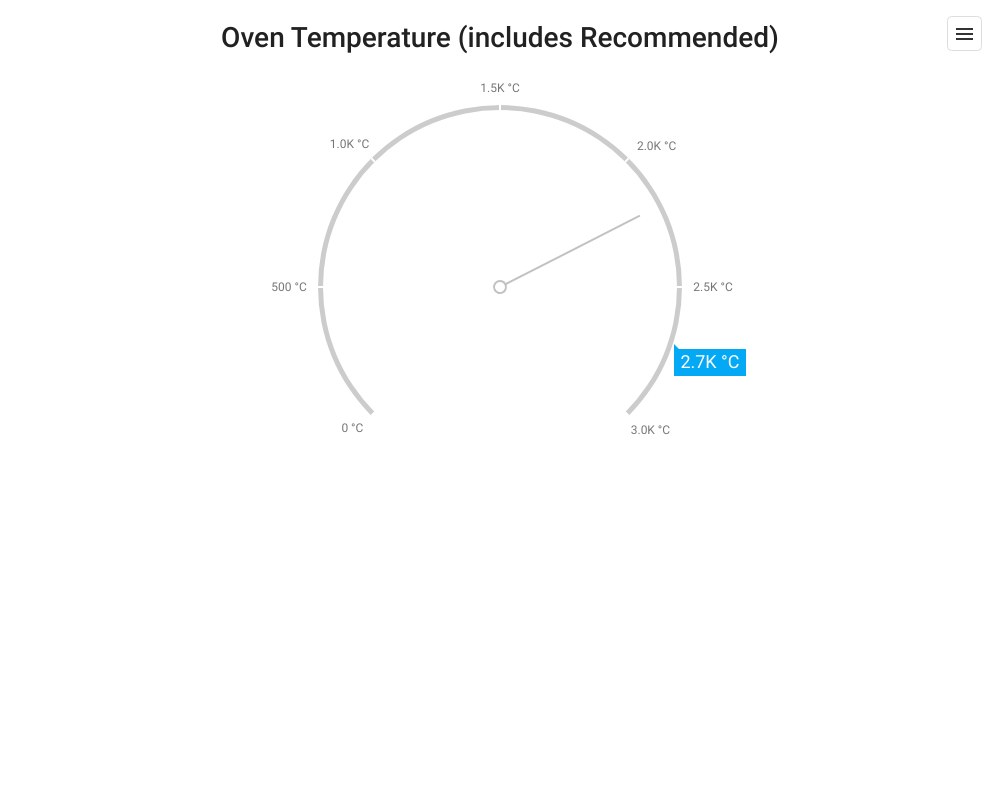 Oven Temperature (includes Recommended)
1.5K °C
1.0K °C
2.0K °C
500 °C
2.5K °C
2.7K °C
0 °C
3.0K °C